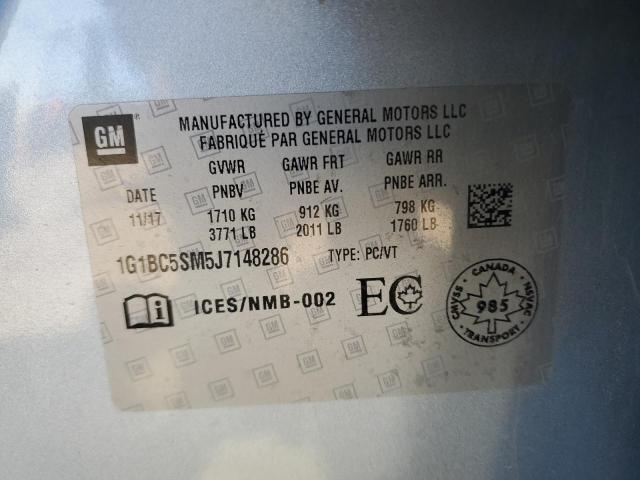 GM
MANUFACTURED BY GENERAL MOTORS LLC
FABRIQUÉ PAR GENERAL MOTORS LLC
GVWR GAWR FRT GAWR RR
DATE PNBV PNBE AV. PNBE ARR.
11/17 1710 KG 912 KG 798 KG
3771 LB 2011 LB 1760 LB
1G1BC5SM5J7148286 TYPE: PC/VT
ICES/NMB-002 EC
CANADA
CMVSS 985 NSVAC
TRANSPORT